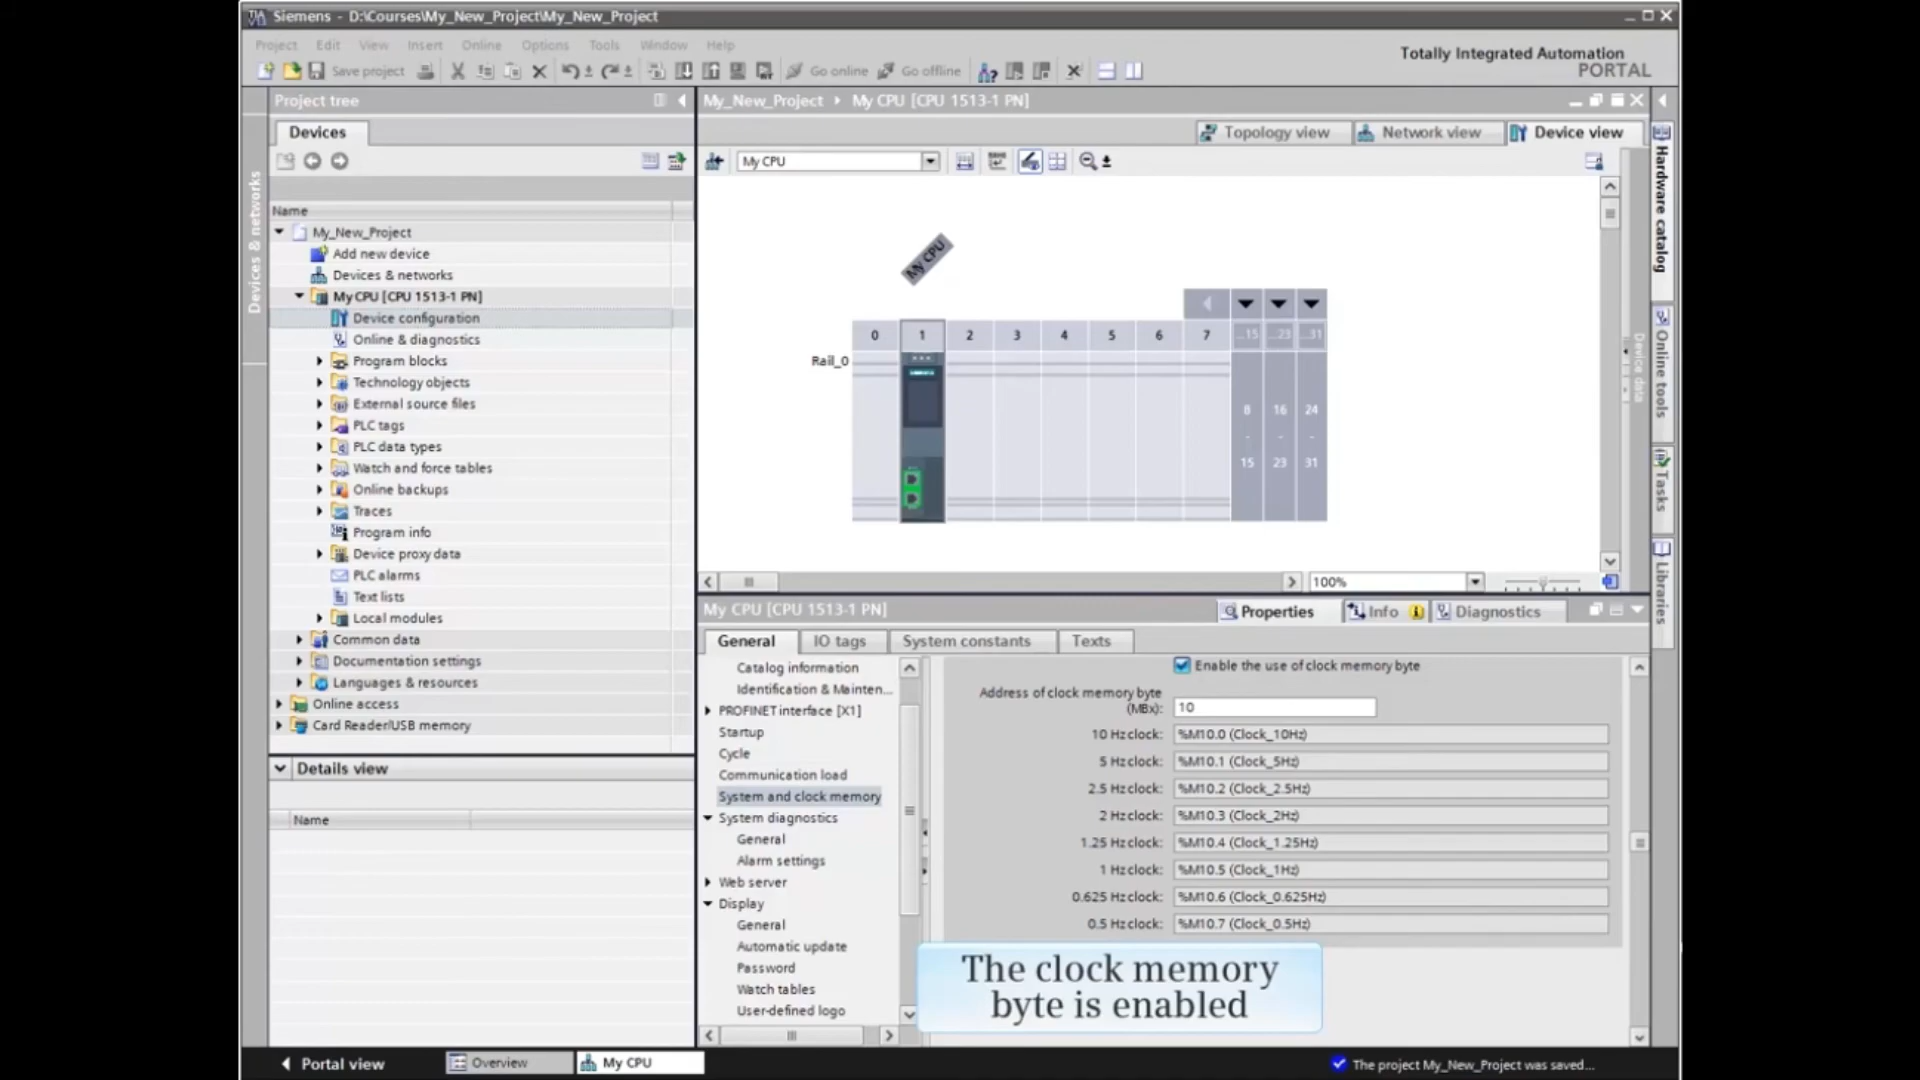 Siemens - D:\Courses\My_New_Project\My_New_Project
Project Edit View Insert Online Options Tools Window Help
Save project
Go online
Go offline
Totally Integrated Automation
PORTAL
Project tree
My_New_Project
My CPU [CPU 1513-1 PN]
Devices
Topology view
Network view
Device view
My CPU
Devices & networks
Name
My_New_Project
Add new device
Devices & networks
My CPU [CPU 1513-1 PN]
Device configuration
Online & diagnostics
Program blocks
Technology objects
External source files
PLC tags
PLC data types
Watch and force tables
Online backups
Traces
Program info
Device proxy data
PLC alarms
Text lists
Local modules
Common data
Documentation settings
Languages & resources
Online access
Card Reader/USB memory
Details view
Name
My CPU
0 1 2 3 4 5 6 7 ...15 ...23 ...31
Rail_0
8 16 24
- - -
15 23 31
100%
Device data
Hardware catalog
Online tools
Tasks
Libraries
My CPU [CPU 1513-1 PN]
Properties
Info
Diagnostics
General
IO tags
System constants
Texts
Catalog information
Identification & Mainten...
PROFINET interface [X1]
Startup
Cycle
Communication load
System and clock memory
System diagnostics
General
Alarm settings
Web server
Display
General
Automatic update
Password
Watch tables
User-defined logo
Enable the use of clock memory byte
Address of clock memory byte
(MBx): 10
10 Hz clock: %M10.0 (Clock_10Hz)
5 Hz clock: %M10.1 (Clock_5Hz)
2.5 Hz clock: %M10.2 (Clock_2.5Hz)
2 Hz clock: %M10.3 (Clock_2Hz)
1.25 Hz clock: %M10.4 (Clock_1.25Hz)
1 Hz clock: %M10.5 (Clock_1Hz)
0.625 Hz clock: %M10.6 (Clock_0.625Hz)
0.5 Hz clock: %M10.7 (Clock_0.5Hz)
The clock memory
byte is enabled
Portal view
Overview
My CPU
The project My_New_Project was saved...